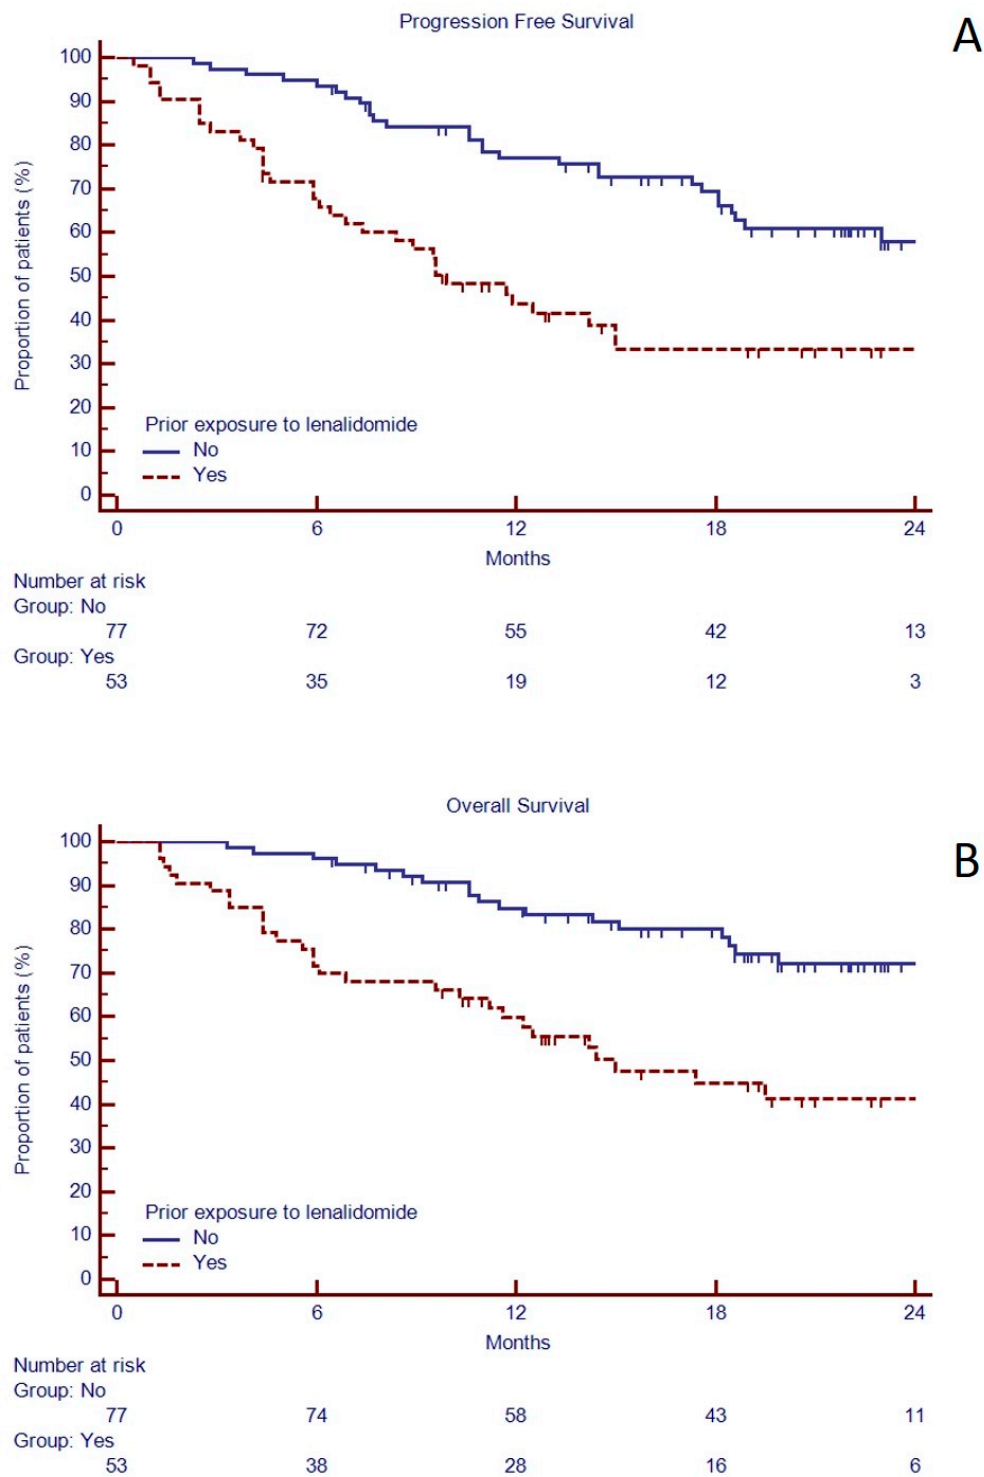 Progression Free Survival
A
Proportion of patients (%)
100
90
80
70
60
50
40
30
20
10
0
Prior exposure to lenalidomide
No
Yes
0 6 12 18 24
Months
Number at risk
Group: No
77 72 55 42 13
Group: Yes
53 35 19 12 3
Overall Survival
B
Proportion of patients (%)
100
90
80
70
60
50
40
30
20
10
0
Prior exposure to lenalidomide
No
Yes
0 6 12 18 24
Months
Number at risk
Group: No
77 74 58 43 11
Group: Yes
53 38 28 16 6